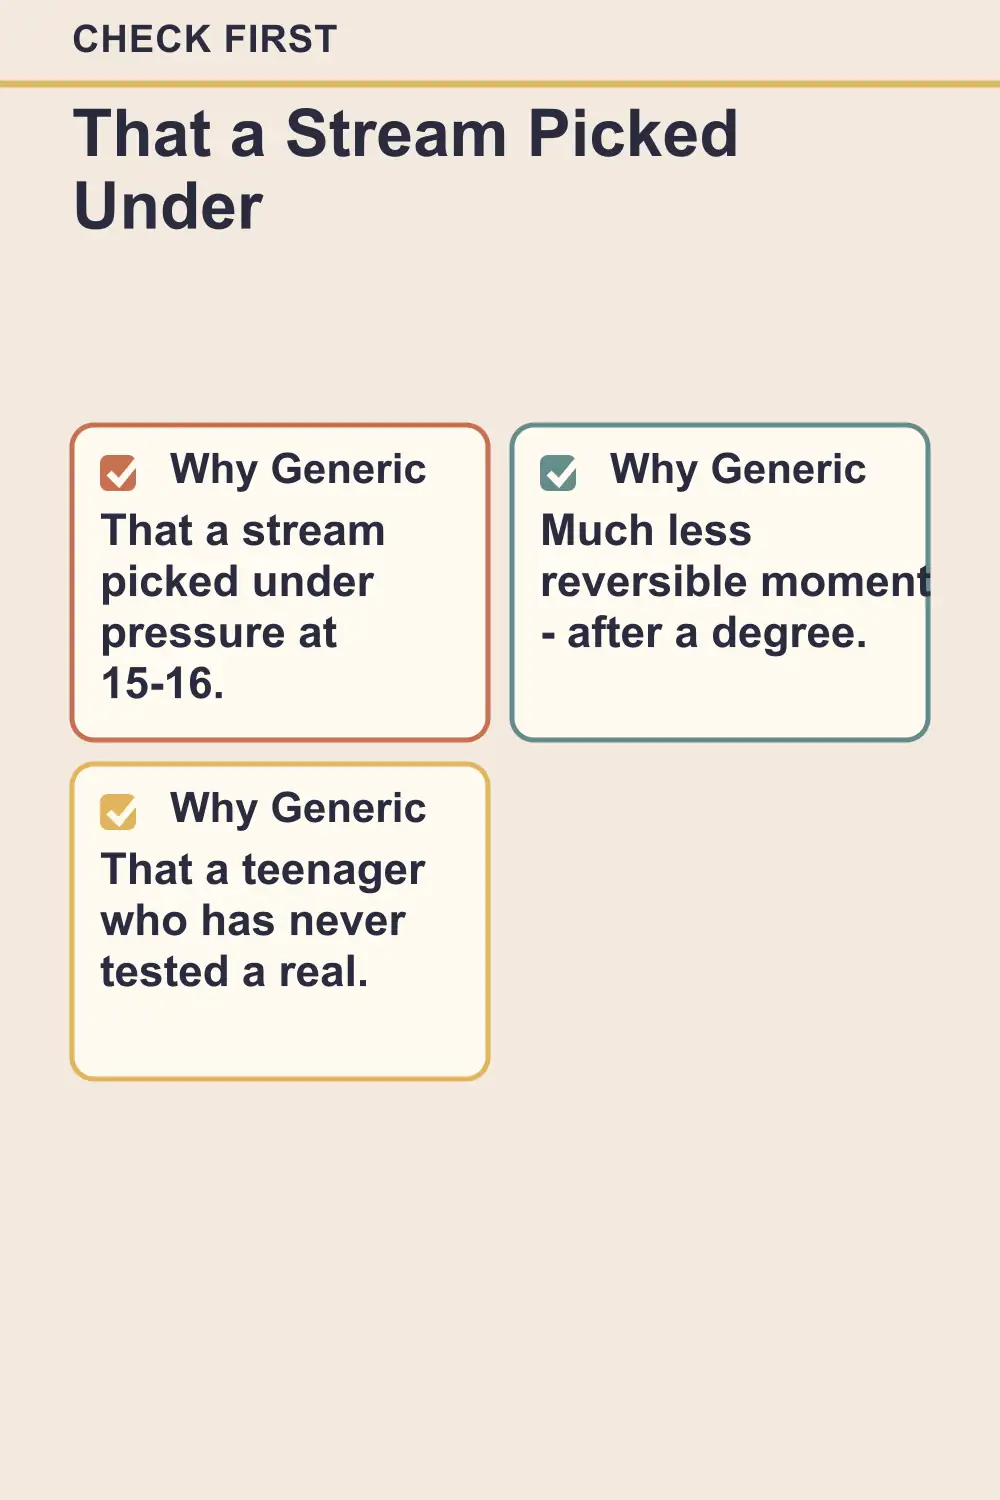 CHECK FIRST
That a Stream Picked
Under
Why Generic
That a stream
picked under
pressure at
15-16.
Why Generic
Much less
reversible moment
- after a degree.
Why Generic
That a teenager
who has never
tested a real.